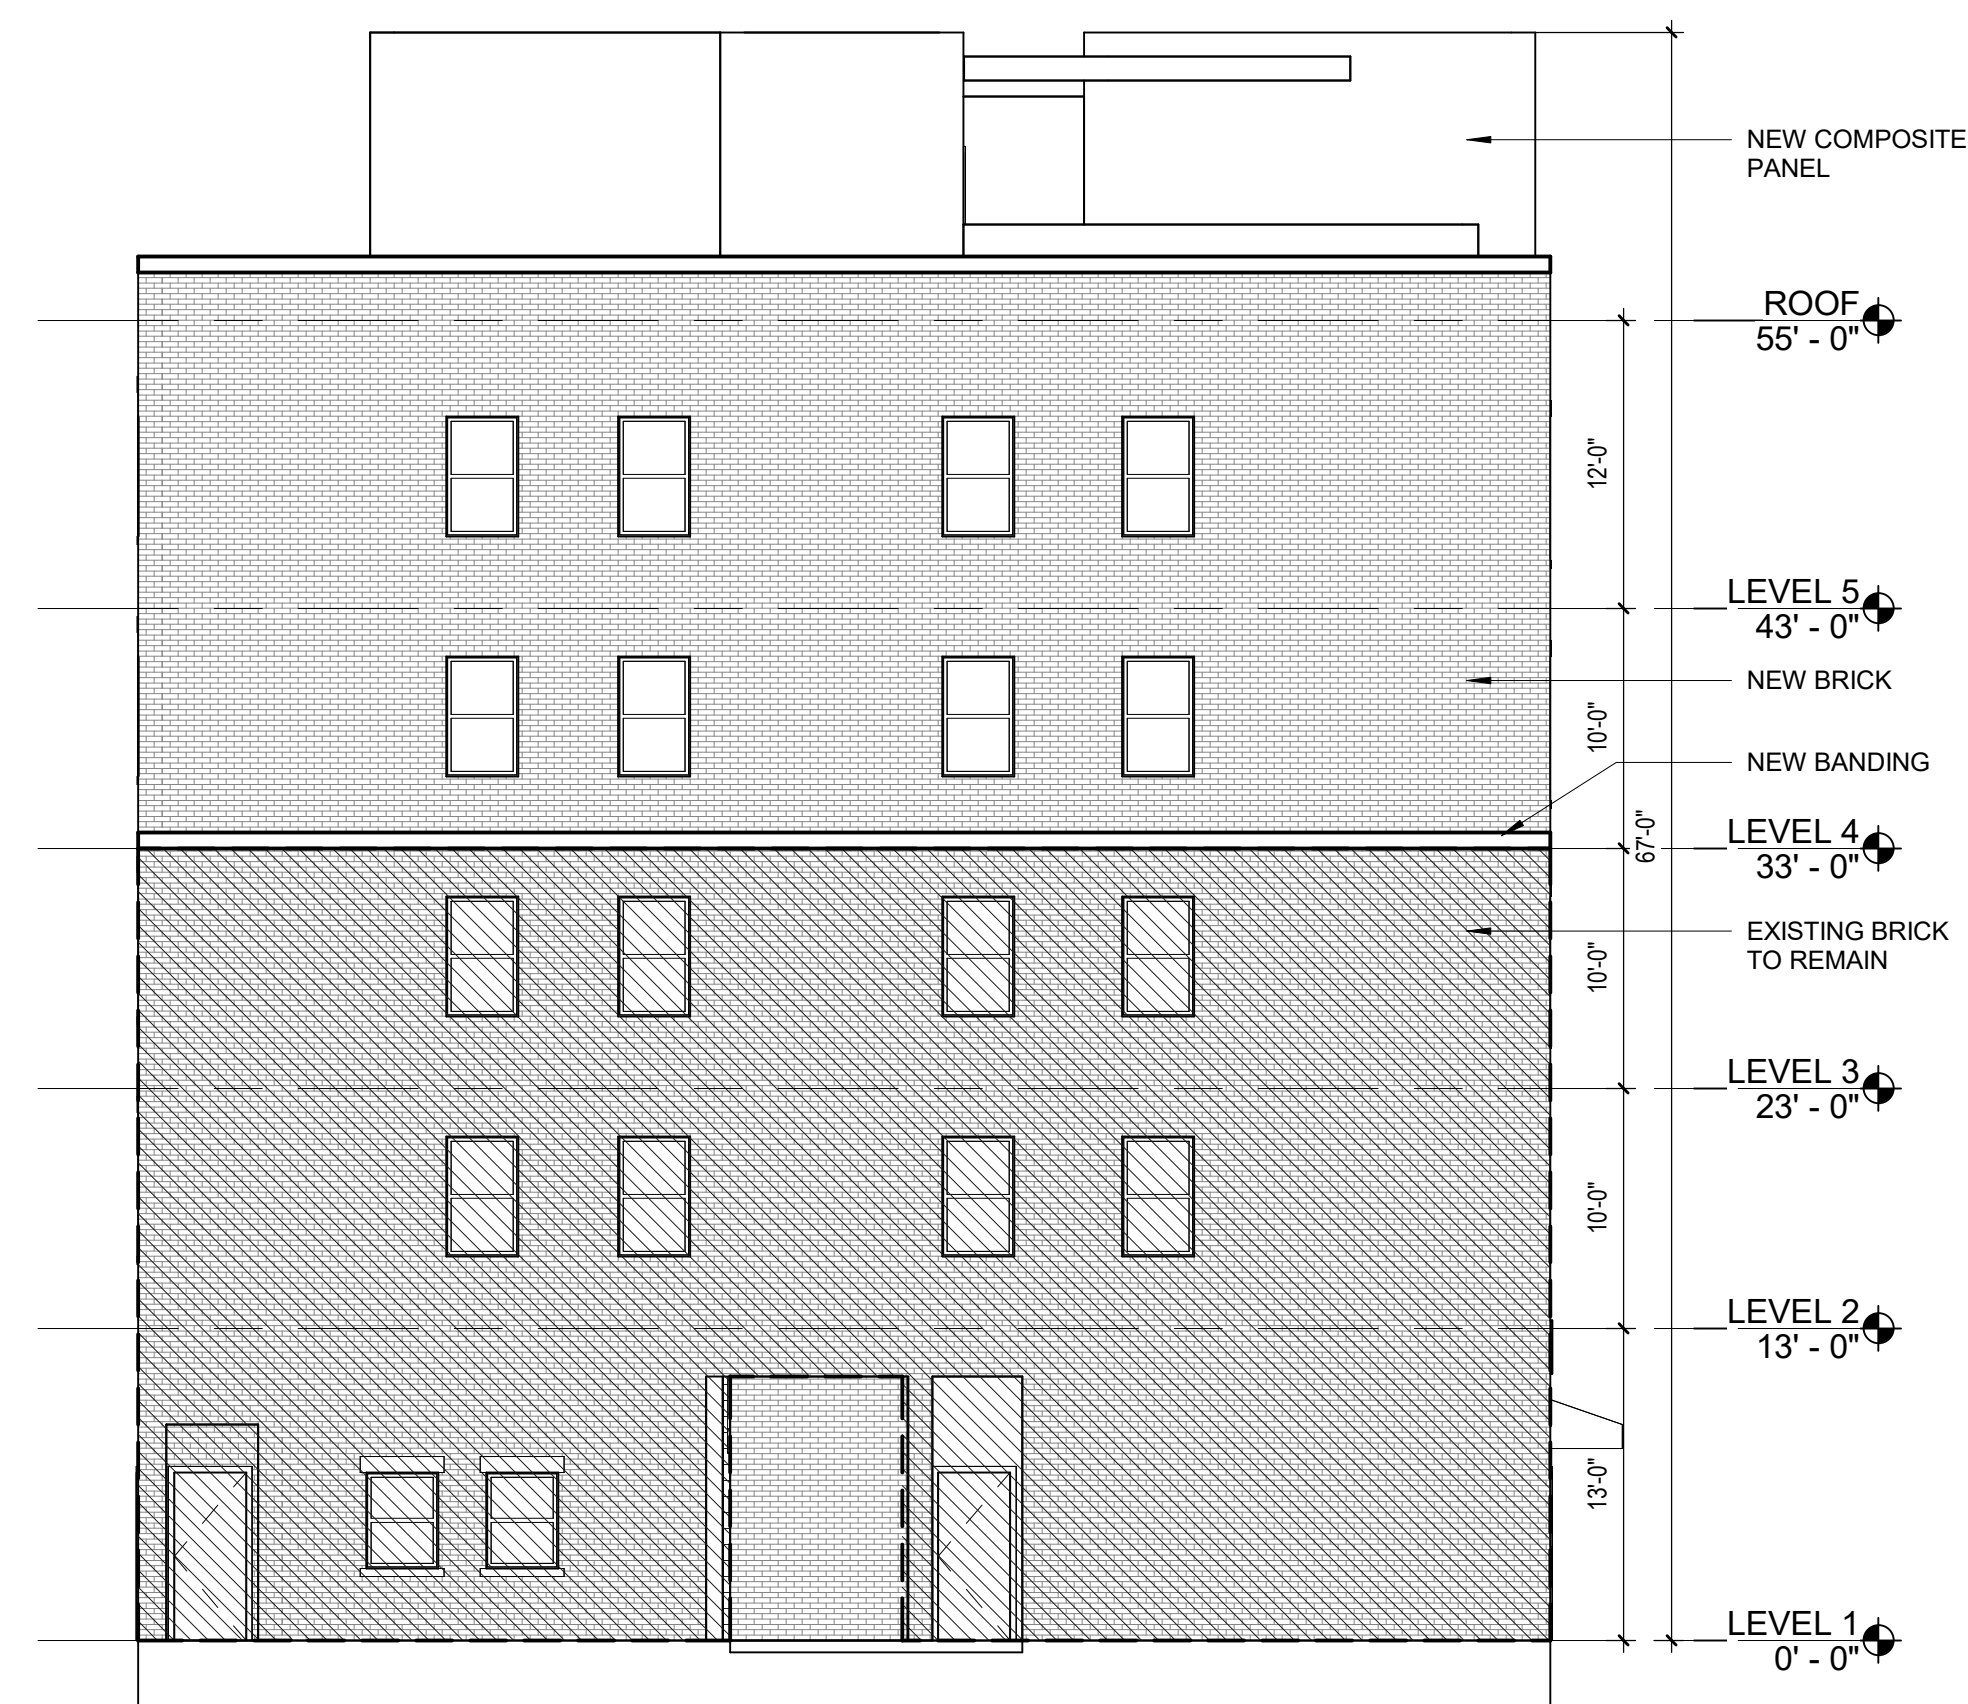 NEW COMPOSITE
PANEL
ROOF
55' - 0"
12'-0"
LEVEL 5
43' - 0"
NEW BRICK
10'-0"
NEW BANDING
67'-0"
LEVEL 4
33' - 0"
EXISTING BRICK
TO REMAIN
10'-0"
LEVEL 3
23' - 0"
10'-0"
LEVEL 2
13' - 0"
13'-0"
LEVEL 1
0' - 0"